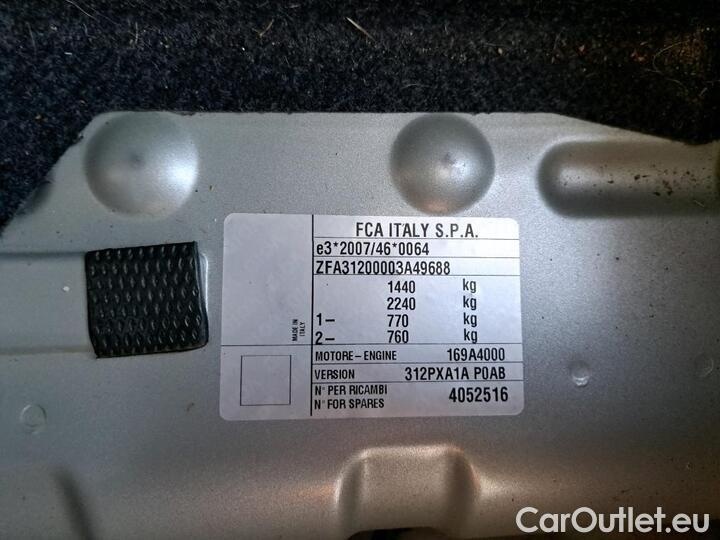 FCA ITALY S.P.A.
e3*2007/46*0064
ZFA31200003A49688
1440 kg
2240 kg
1- 770 kg
2- 760 kg
MADE IN
ITALY
MOTORE-ENGINE 169A4000
VERSION 312PXA1A P0AB
N° PER RICAMBI
N° FOR SPARES 4052516
CarOutlet.eu